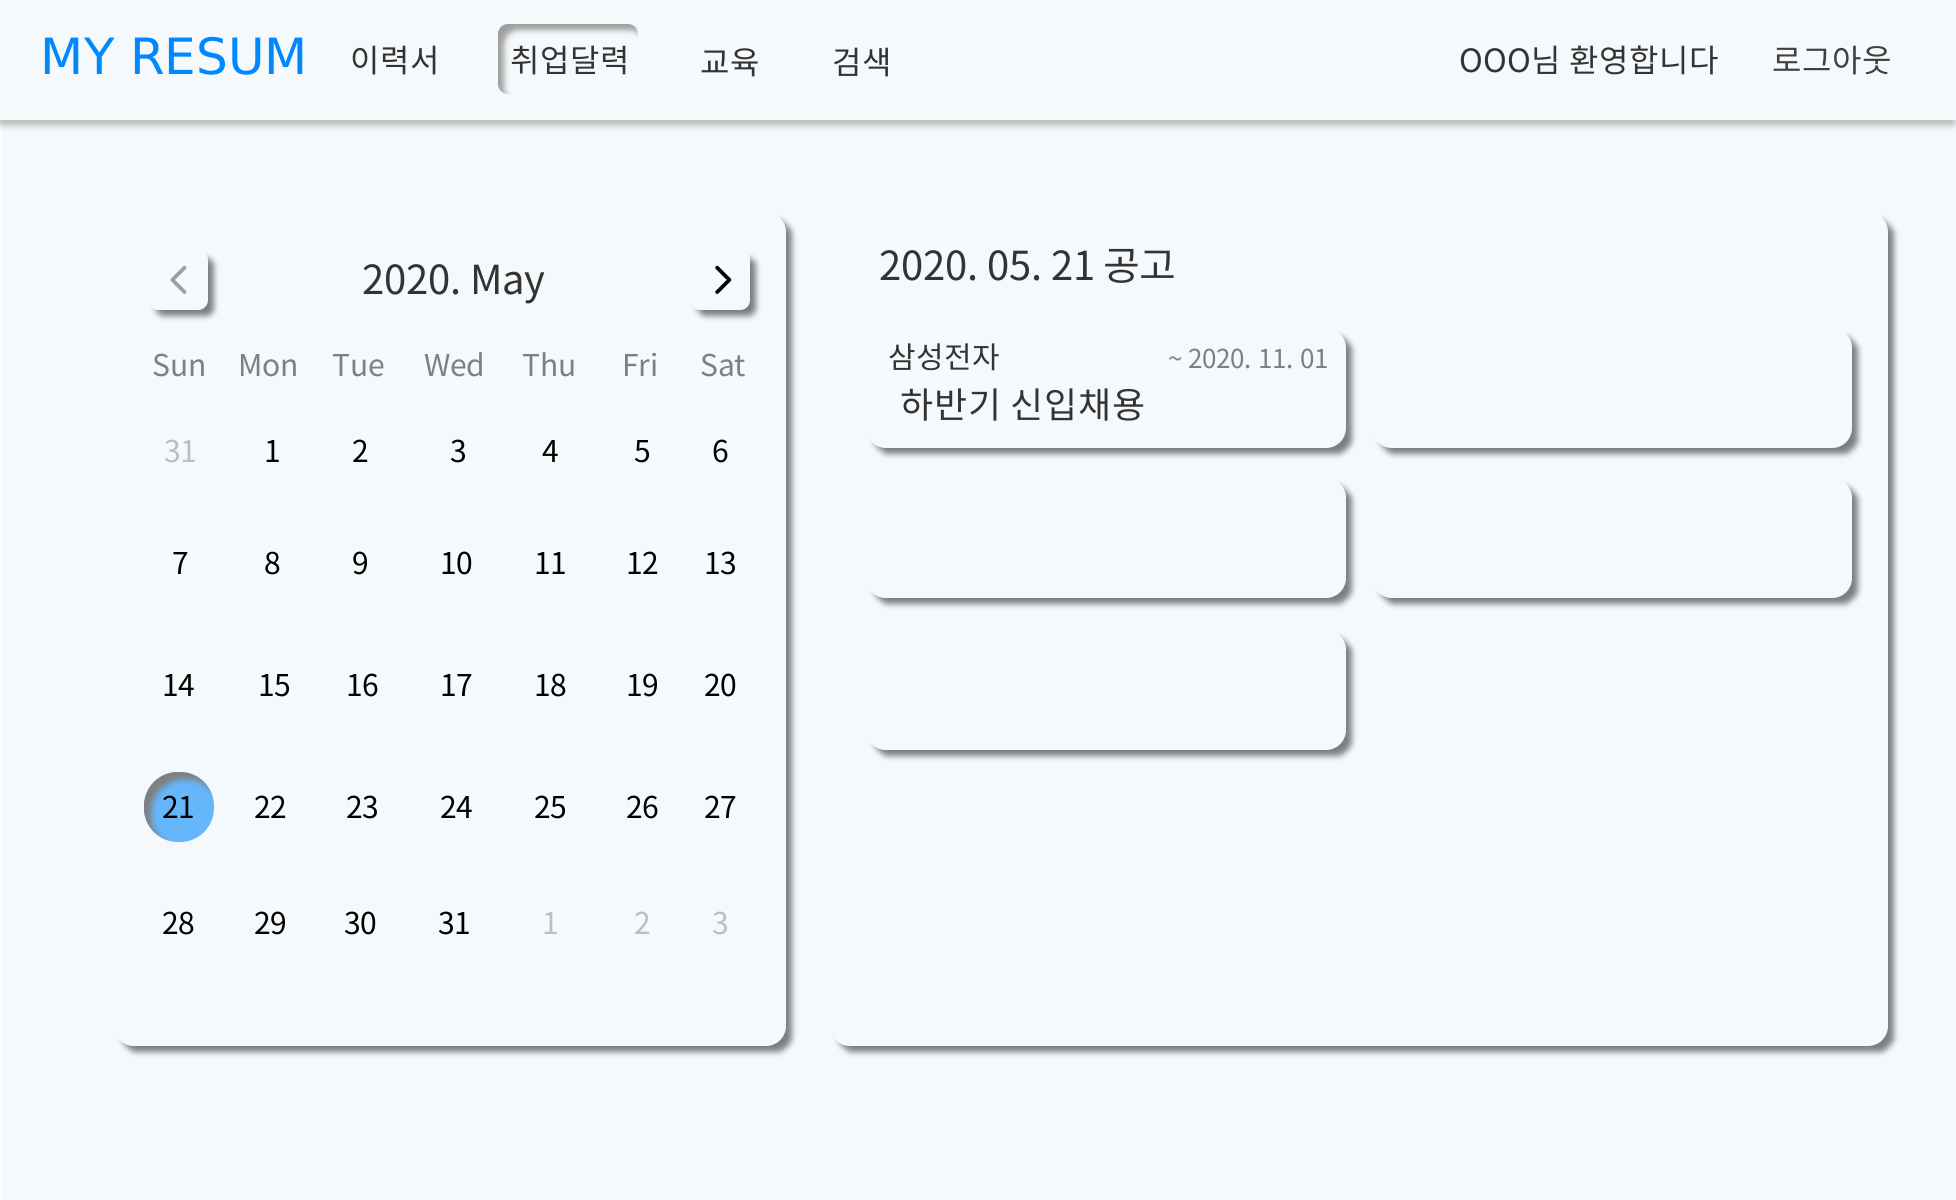 MY RESUM 이력서 취업달력 교육 검색 OOO님 환영합니다 로그아웃
2020. May
Sun Mon Tue Wed Thu Fri Sat
31 1 2 3 4 5 6
7 8 9 10 11 12 13
14 15 16 17 18 19 20
21 22 23 24 25 26 27
28 29 30 31 1 2 3
2020. 05. 21 공고
삼성전자 ~ 2020. 11. 01
하반기 신입채용